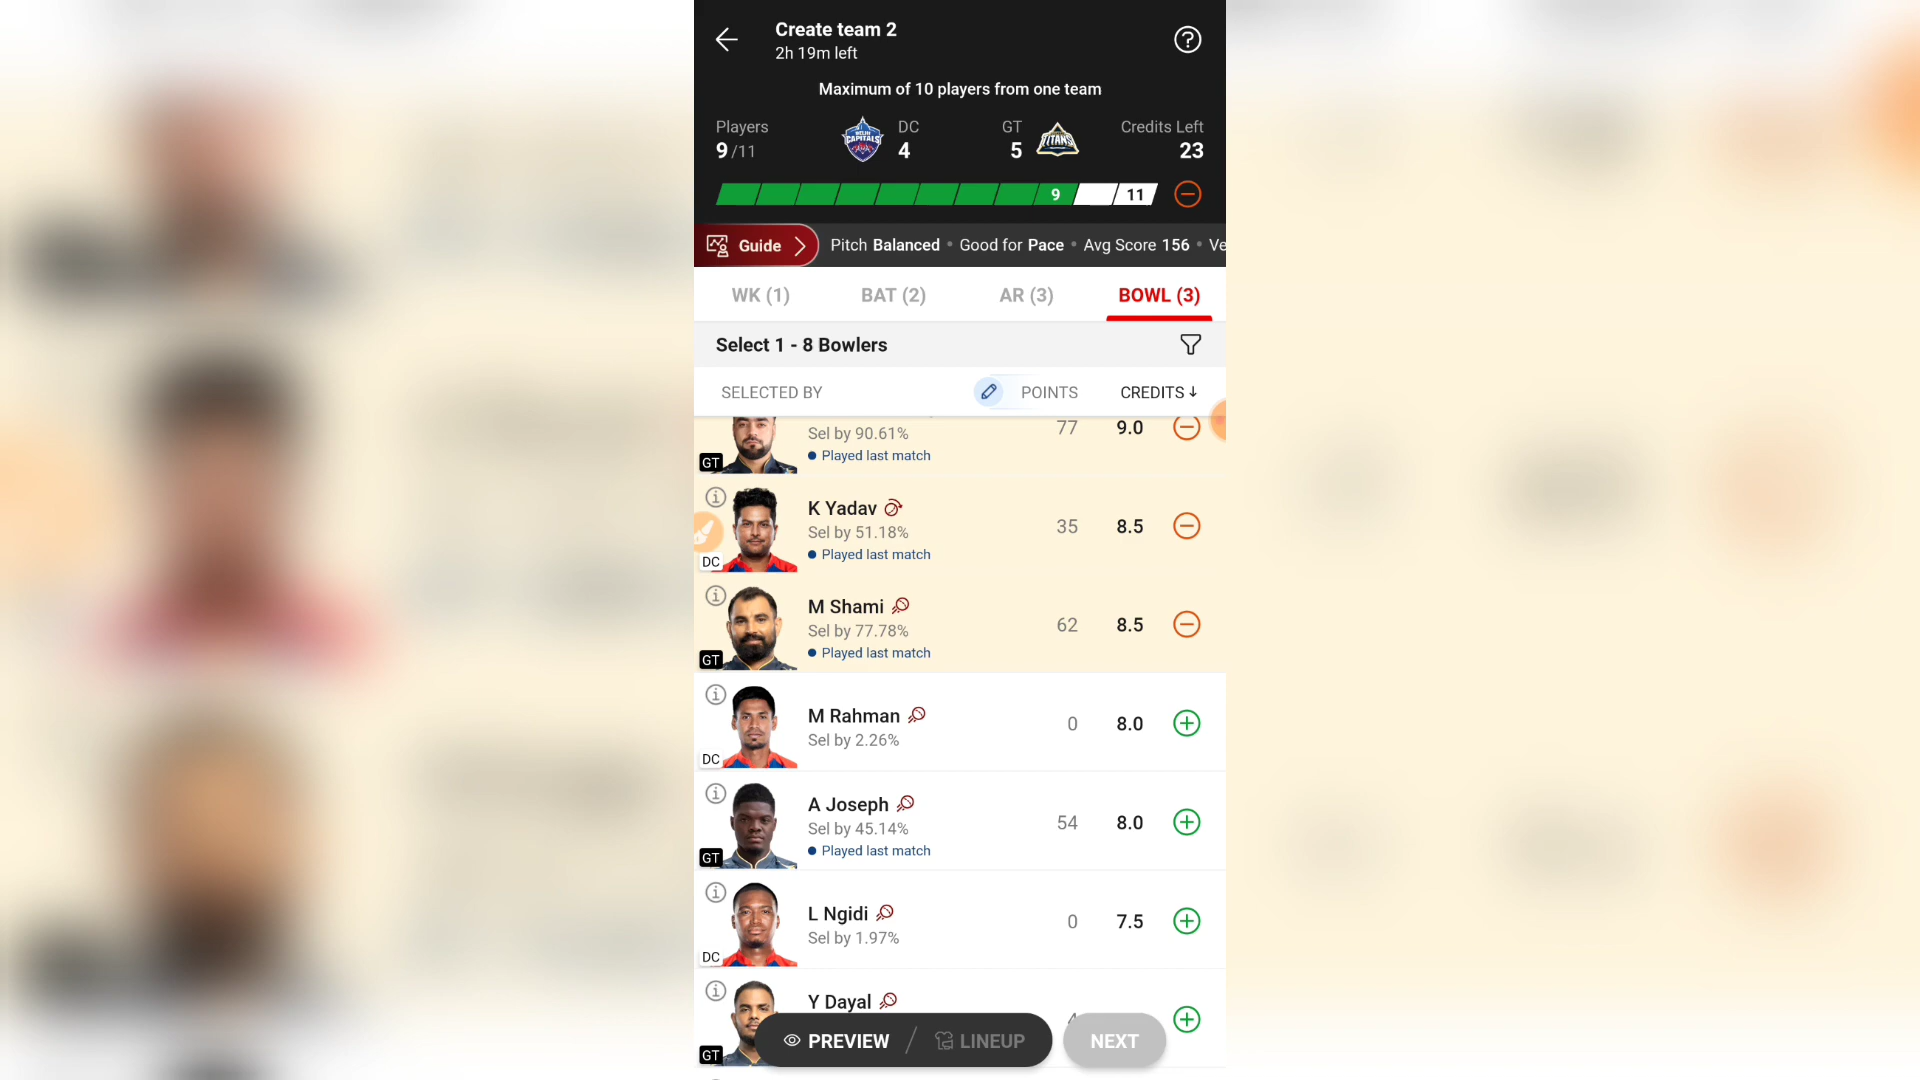 Create team 2
2h 19m left
Maximum of 10 players from one team
Players
9 /11
DELHI CAPITALS
DC
4
GT
5
TITANS
Credits Left
23
9
11
Guide
Pitch Balanced • Good for Pace • Avg Score 156 • Ve
WK (1)
BAT (2)
AR (3)
BOWL (3)
Select 1 - 8 Bowlers
SELECTED BY
POINTS
CREDITS ↓
Sel by 90.61%
77
9.0
Played last match
GT
K Yadav
Sel by 51.18%
35
8.5
Played last match
DC
M Shami
Sel by 77.78%
62
8.5
Played last match
GT
M Rahman
Sel by 2.26%
0
8.0
DC
A Joseph
Sel by 45.14%
54
8.0
Played last match
GT
L Ngidi
Sel by 1.97%
0
7.5
DC
Y Dayal
GT
PREVIEW
LINEUP
NEXT